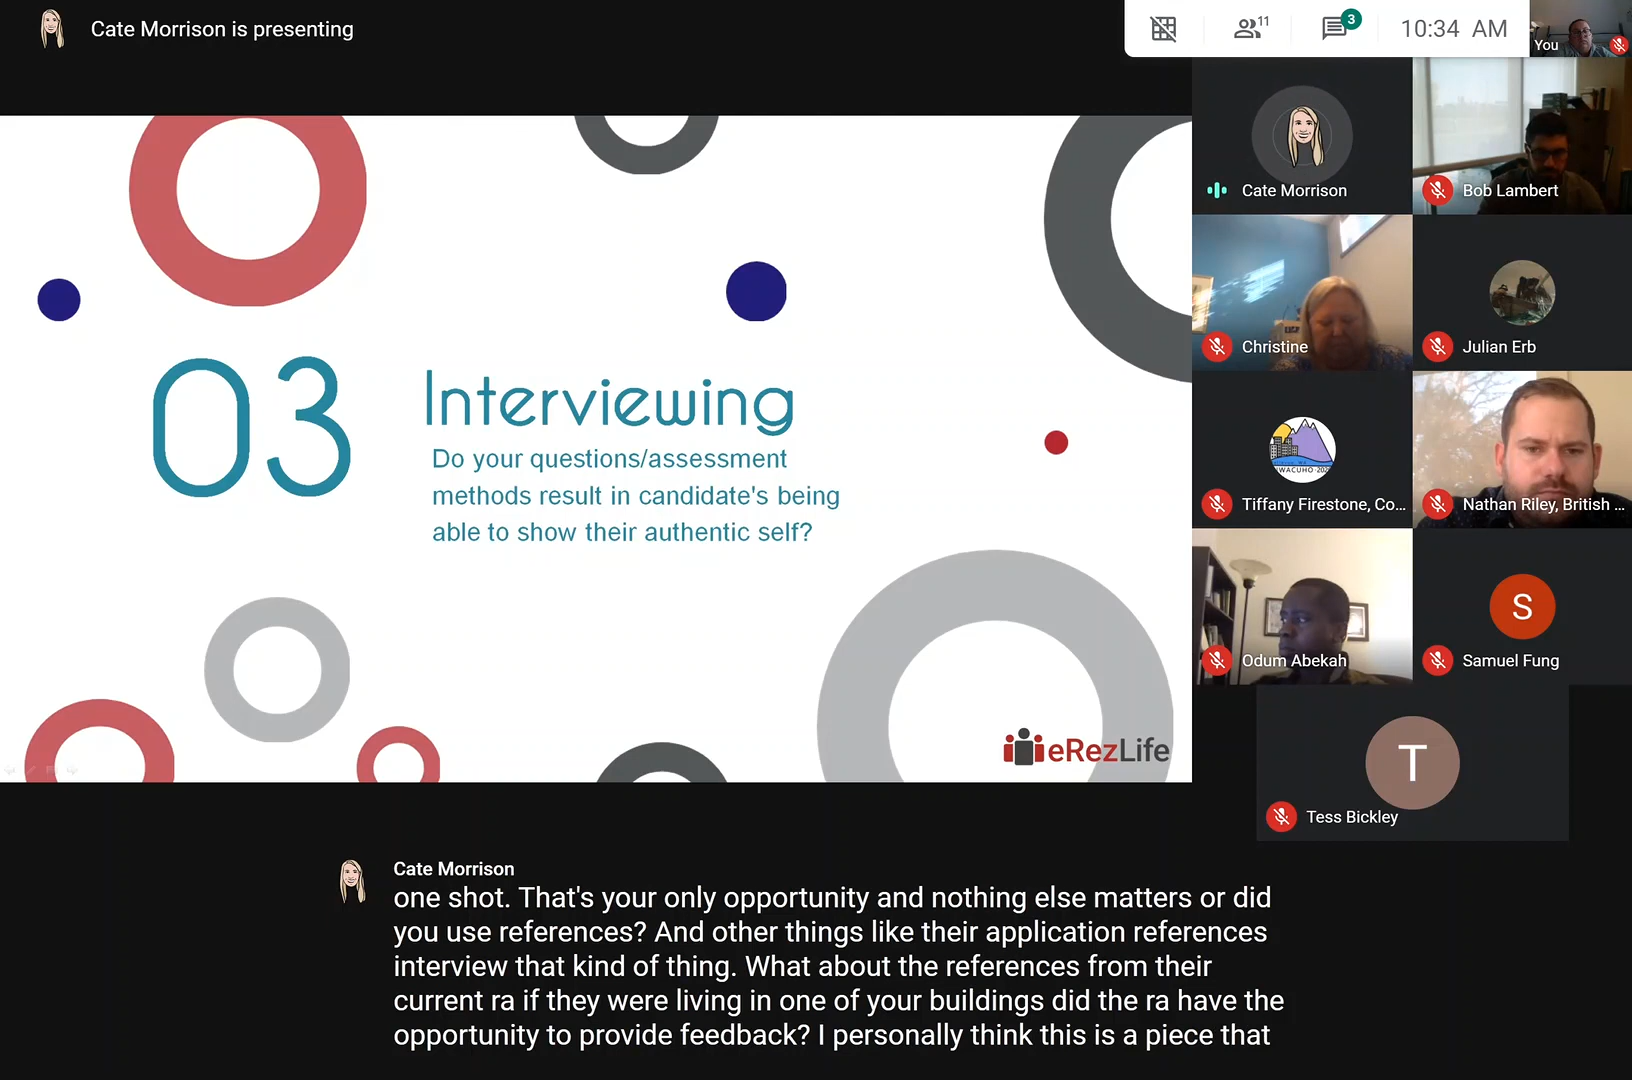 Cate Morrison is presenting
11
3
10:34 AM
You
Cate Morrison
Bob Lambert
Christine
Julian Erb
Tiffany Firestone, Co...
Nathan Riley, British ...
Odum Abekah
S
Samuel Fung
T
Tess Bickley
03
Interviewing
Do your questions/assessment
methods result in candidate's being
able to show their authentic self?
eRezLife
Cate Morrison
one shot. That's your only opportunity and nothing else matters or did
you use references? And other things like their application references
interview that kind of thing. What about the references from their
current ra if they were living in one of your buildings did the ra have the
opportunity to provide feedback? I personally think this is a piece that